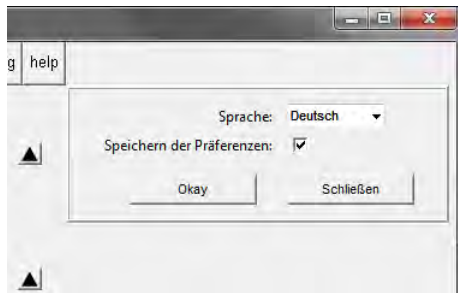 g help
Sprache: Deutsch
Speichern der Präferenzen:
Okay Schließen